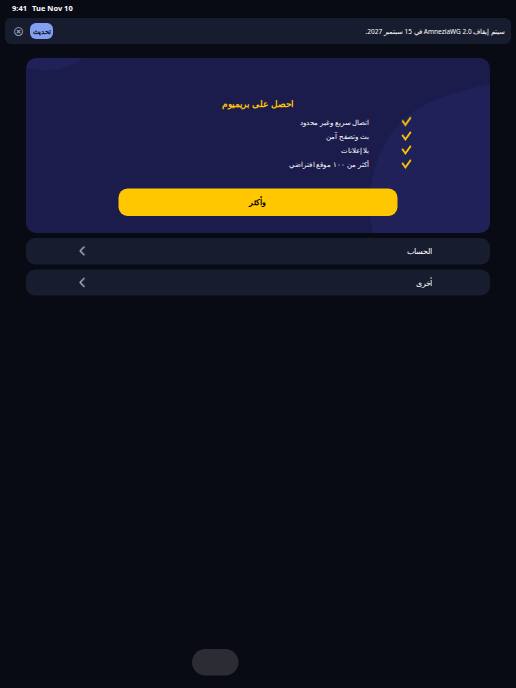 9:41 Tue Nov 10
سيتم إيقاف AmneziaWG 2.0 في 15 سبتمبر 2027.
تحديث
احصل على بريميوم
اتصال سريع وغير محدود
بث وتصفح آمن
بلا إعلانات
أكثر من ١٠٠ موقع افتراضي
وأكثر
الحساب
أخرى